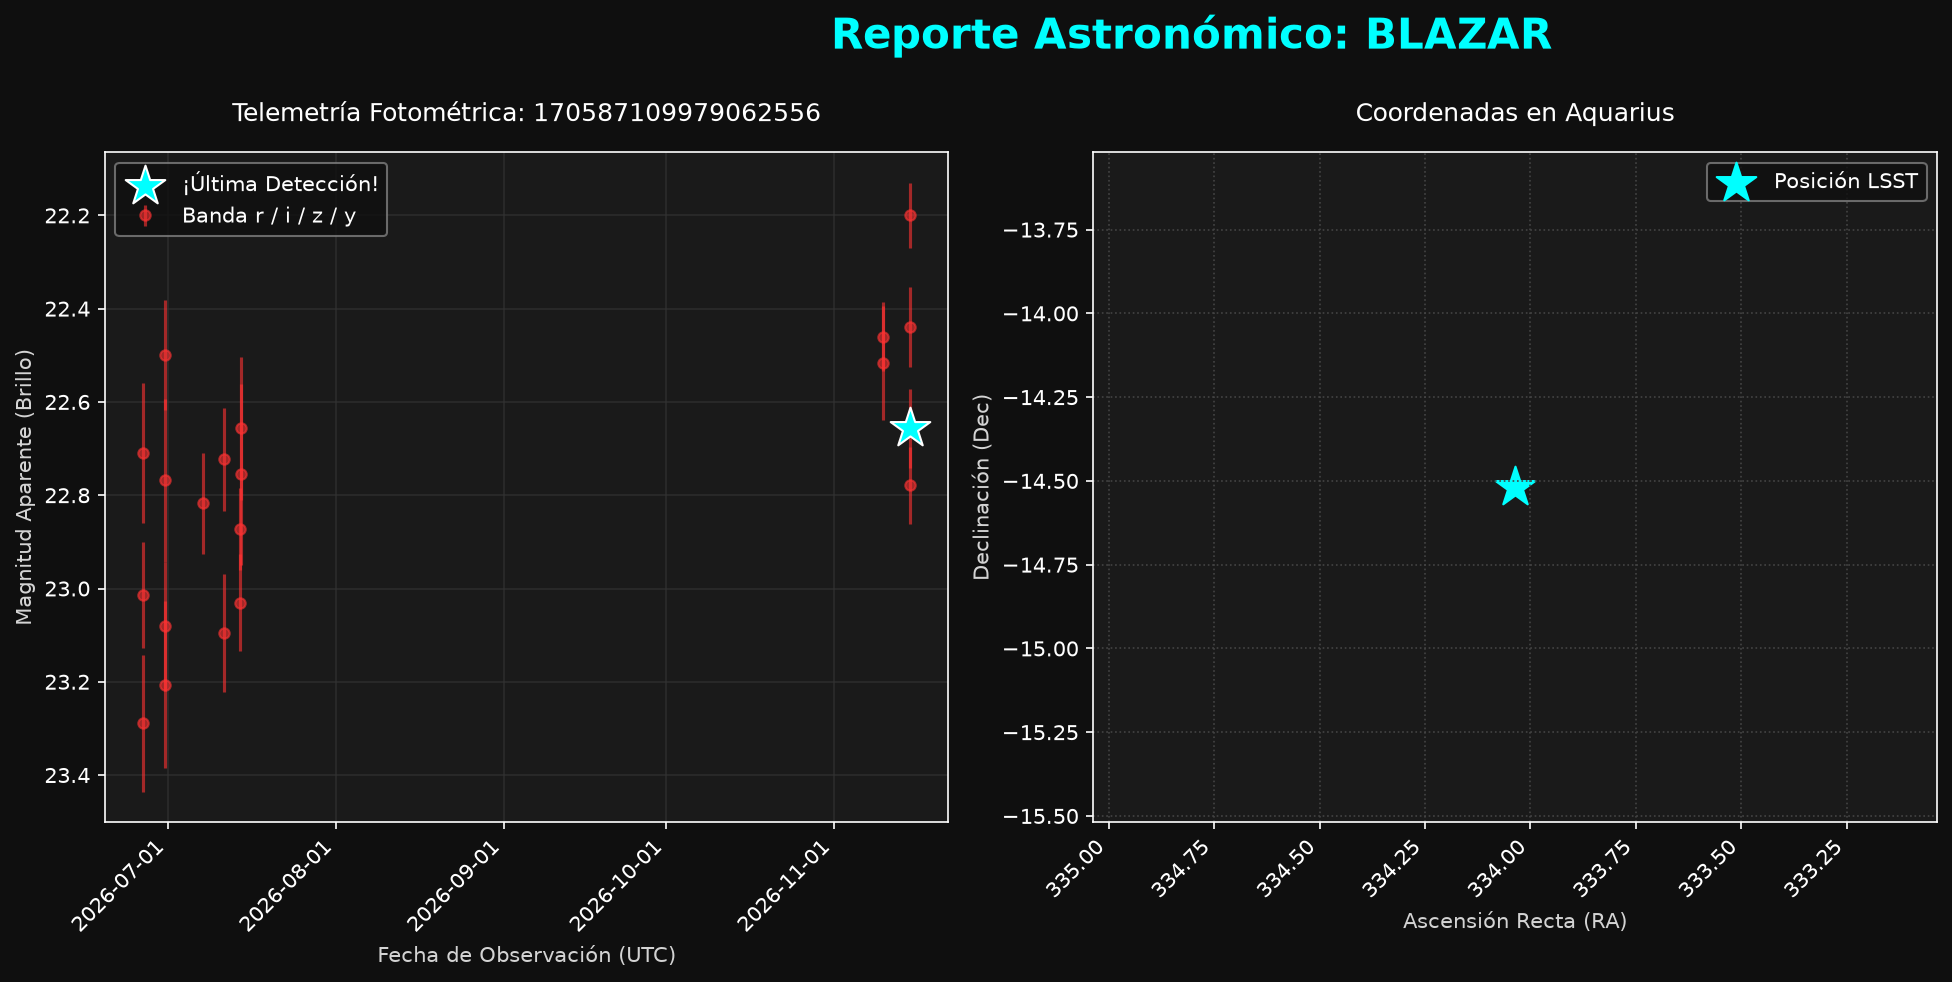 Reporte Astronómico: BLAZAR
Telemetría Fotométrica: 170587109979062556
¡Última Detección!
Banda r / i / z / y
Magnitud Aparente (Brillo)
22.2
22.4
22.6
22.8
23.0
23.2
23.4
2026-07-01
2026-08-01
2026-09-01
2026-10-01
2026-11-01
Fecha de Observación (UTC)
Coordenadas en Aquarius
Posición LSST
Declinación (Dec)
−13.75
−14.00
−14.25
−14.50
−14.75
−15.00
−15.25
−15.50
335.00
334.75
334.50
334.25
334.00
333.75
333.50
333.25
Ascensión Recta (RA)